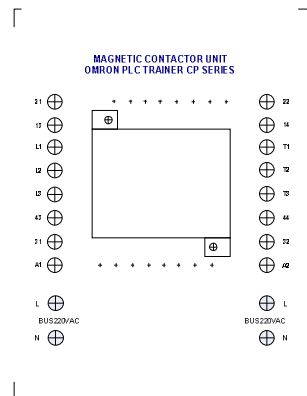 MAGNETIC CONTACTOR UNIT
OMRON PLC TRAINER CP SERIES
21 22
13 14
L1 T1
L2 T2
L3 T3
43 44
31 32
A1 A2
L L
BUS220VAC BUS220VAC
N N